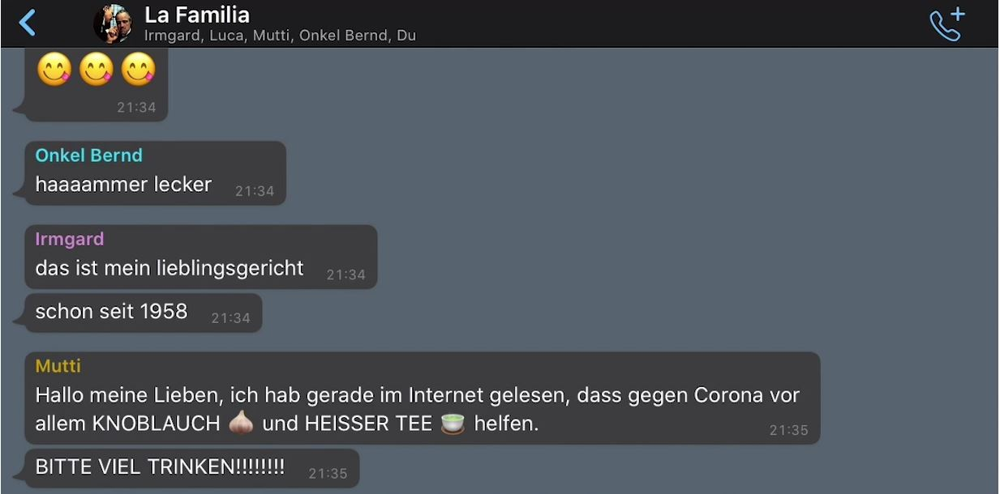 La Familia
Irmgard, Luca, Mutti, Onkel Bernd, Du
😋😋😋
21:34
Onkel Bernd
haaaammer lecker 21:34
Irmgard
das ist mein lieblingsgericht 21:34
schon seit 1958 21:34
Mutti
Hallo meine Lieben, ich hab gerade im Internet gelesen, dass gegen Corona vor
allem KNOBLAUCH 🧄 und HEISSER TEE 🍵 helfen. 21:35
BITTE VIEL TRINKEN!!!!!!!! 21:35